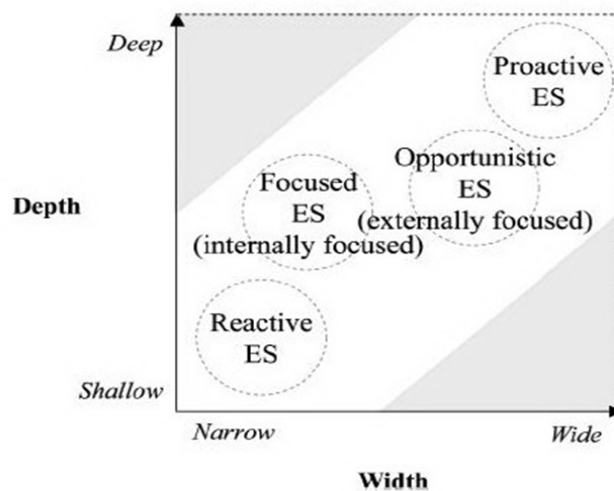 Deep
Proactive
ES
Opportunistic
ES
(externally focused)
Focused
ES
(internally focused)
Depth
Reactive
ES
Shallow
Narrow
Wide
Width